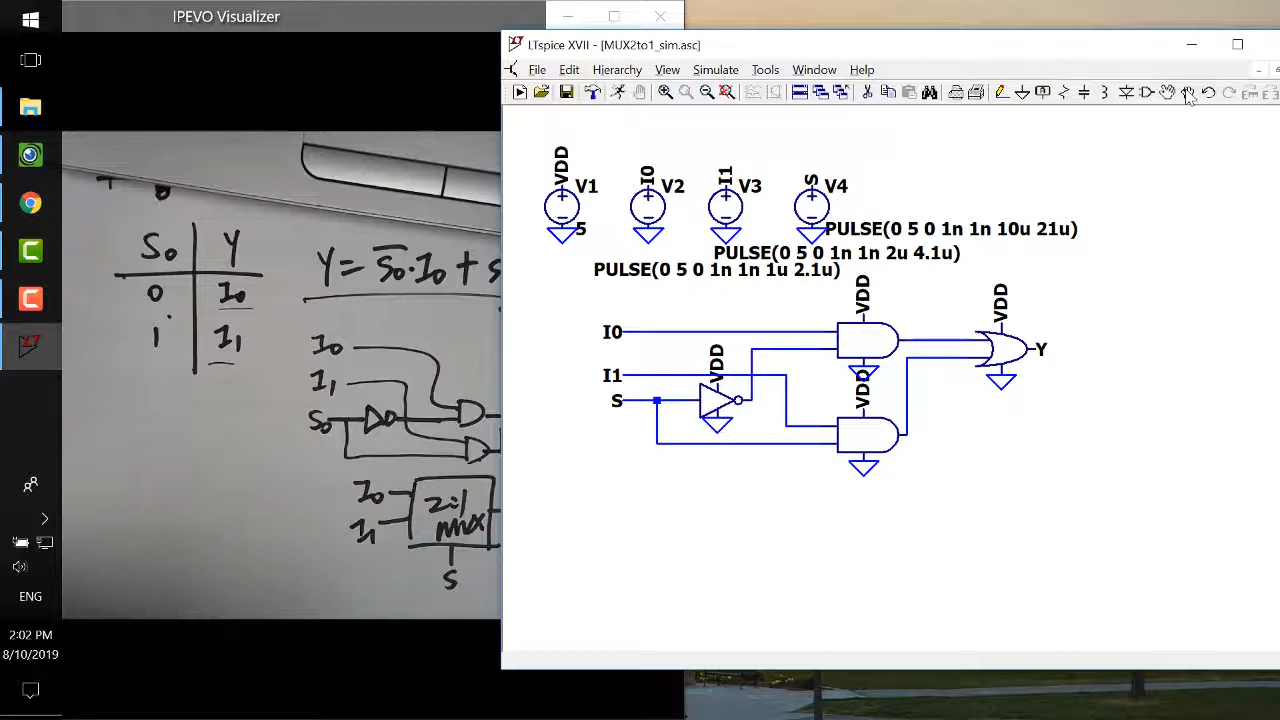 IPEVO Visualizer
LTspice XVII - [MUX2to1_sim.asc]
File Edit Hierarchy View Simulate Tools Window Help
VDD
V1
5
I0
V2
I1
V3
S
V4
PULSE(0 5 0 1n 1n 10u 21u)
PULSE(0 5 0 1n 1n 2u 4.1u)
PULSE(0 5 0 1n 1n 1u 2.1u)
VDD
VDD
I0
VDD
I1
S
VDD
Y
S₀ Y
0 I₀
1 I₁
Y = S̅₀·I₀ +
I₀
I₁
S₀
I₀
I₁
2:1
mux
S
ENG
2:02 PM
8/10/2019